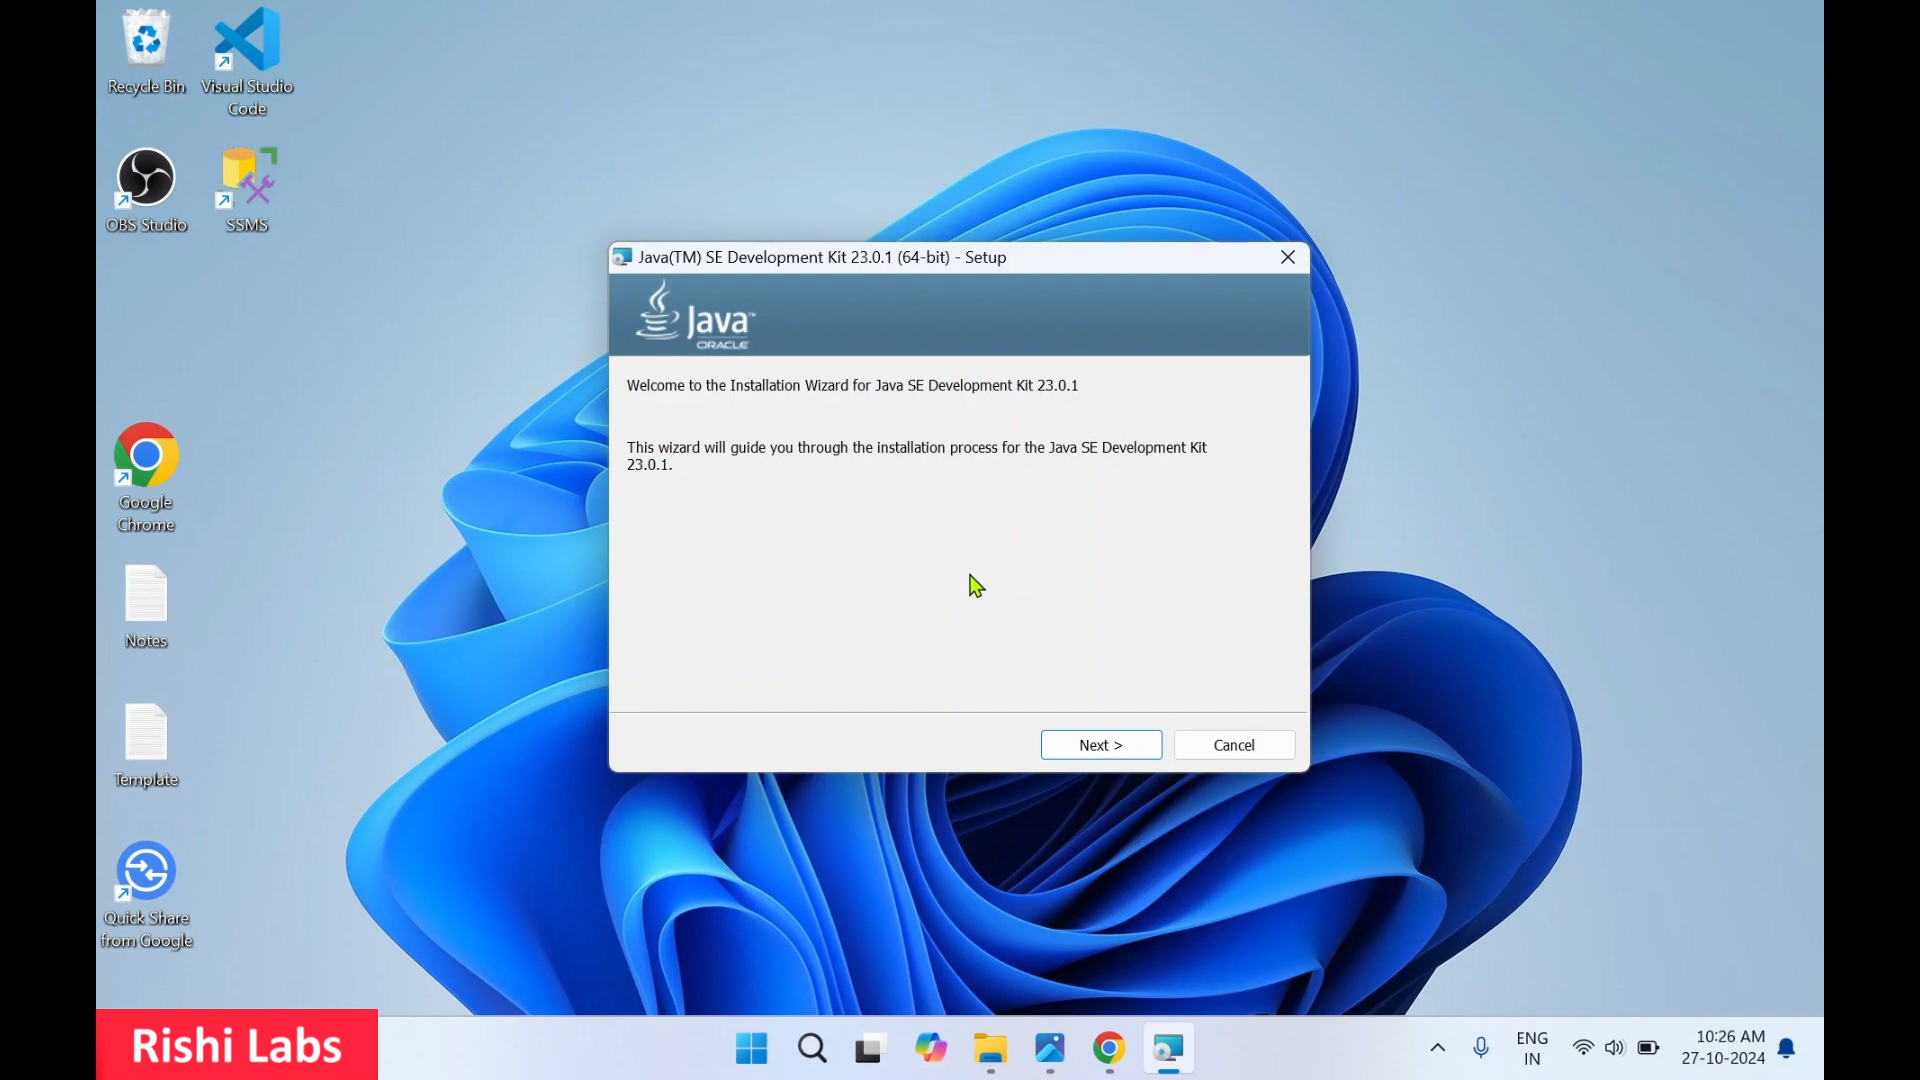 Recycle Bin
Visual Studio
Code
OBS Studio
SSMS
Google
Chrome
Notes
Template
Quick Share
from Google
Java(TM) SE Development Kit 23.0.1 (64-bit) - Setup
Java™
ORACLE
Welcome to the Installation Wizard for Java SE Development Kit 23.0.1
This wizard will guide you through the installation process for the Java SE Development Kit
23.0.1.
Next >
Cancel
Rishi Labs
ENG
IN
10:26 AM
27-10-2024